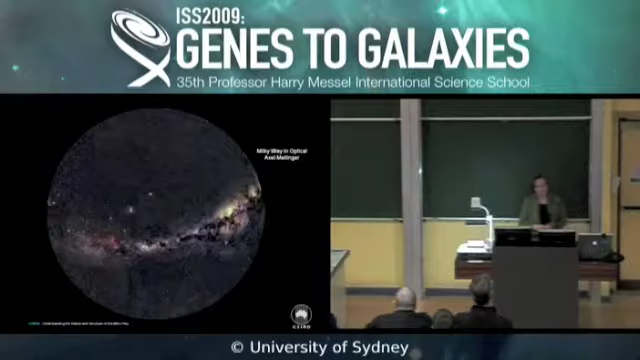 ISS2009:
GENES TO GALAXIES
35th Professor Harry Messel International Science School
Milky Way in Optical
Axel Mellinger
CSIRO
© University of Sydney